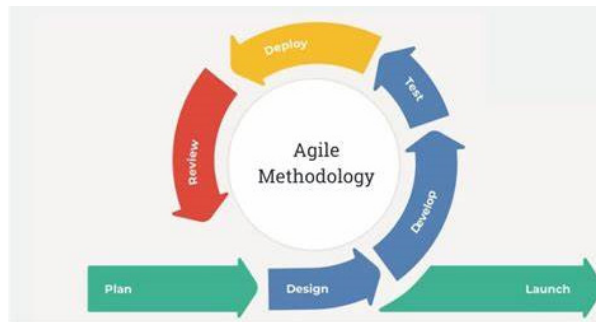 Deploy
Test
Review
Agile
Methodology
Develop
Plan
Design
Launch